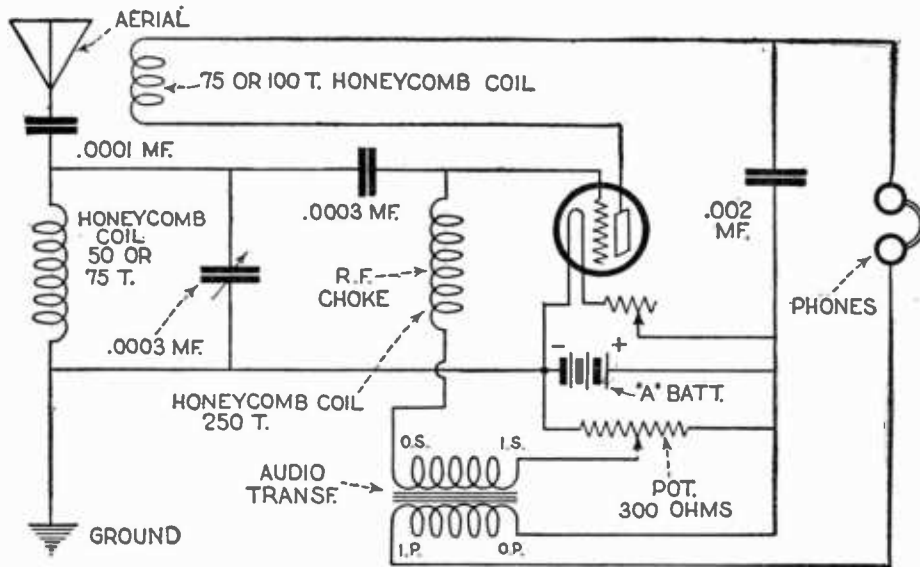 AERIAL
75 OR 100 T. HONEYCOMB COIL
.0001 MF.
.0003 MF.
HONEYCOMB
COIL
50 OR
75 T.
R.F.
CHOKE
.002
MF.
PHONES
.0003 MF.
- +
"A" BATT.
HONEYCOMB COIL
250 T.
O.S. I.S.
AUDIO
TRANSF.
POT.
300 OHMS
GROUND
I.P. O.P.